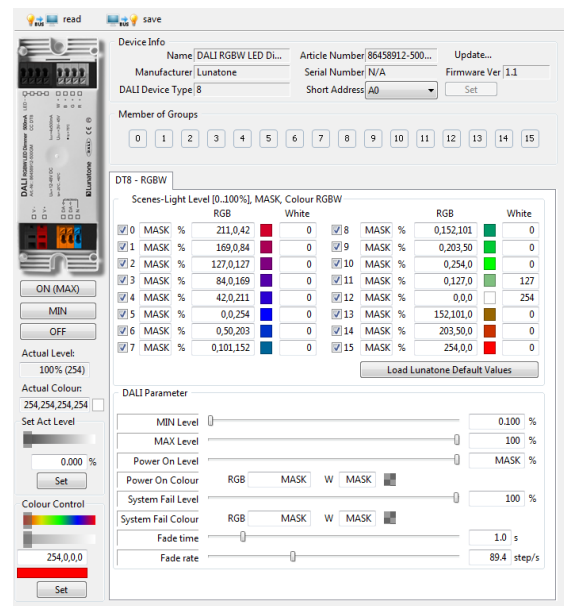 read save
Device Info
Name DALI RGBW LED Di... Article Number 86458912-500... Update...
Manufacturer Lunatone Serial Number N/A Firmware Ver 1.1
DALI Device Type 8 Short Address A0 Set
Member of Groups
0 1 2 3 4 5 6 7 8 9 10 11 12 13 14 15
DT8 - RGBW
Scenes-Light Level [0..100%], MASK, Colour RGBW
RGB White RGB White
0 MASK % 211,0,42 0 8 MASK % 0,152,101 0
1 MASK % 169,0,84 0 9 MASK % 0,203,50 0
2 MASK % 127,0,127 0 10 MASK % 0,254,0 0
3 MASK % 84,0,169 0 11 MASK % 0,127,0 127
4 MASK % 42,0,211 0 12 MASK % 0,0,0 254
5 MASK % 0,0,254 0 13 MASK % 152,101,0 0
6 MASK % 0,50,203 0 14 MASK % 203,50,0 0
7 MASK % 0,101,152 0 15 MASK % 254,0,0 0
Load Lunatone Default Values
DALI Parameter
MIN Level 0.100 %
MAX Level 100 %
Power On Level MASK %
Power On Colour RGB MASK W MASK
System Fail Level 100 %
System Fail Colour RGB MASK W MASK
Fade time 1.0 s
Fade rate 89.4 step/s
DALI RGBW LED Dimmer
Lunatone
ON (MAX)
MIN
OFF
Actual Level:
100% (254)
Actual Colour:
254,254,254,254
Set Act Level
0.000 %
Set
Colour Control
254,0,0,0
Set